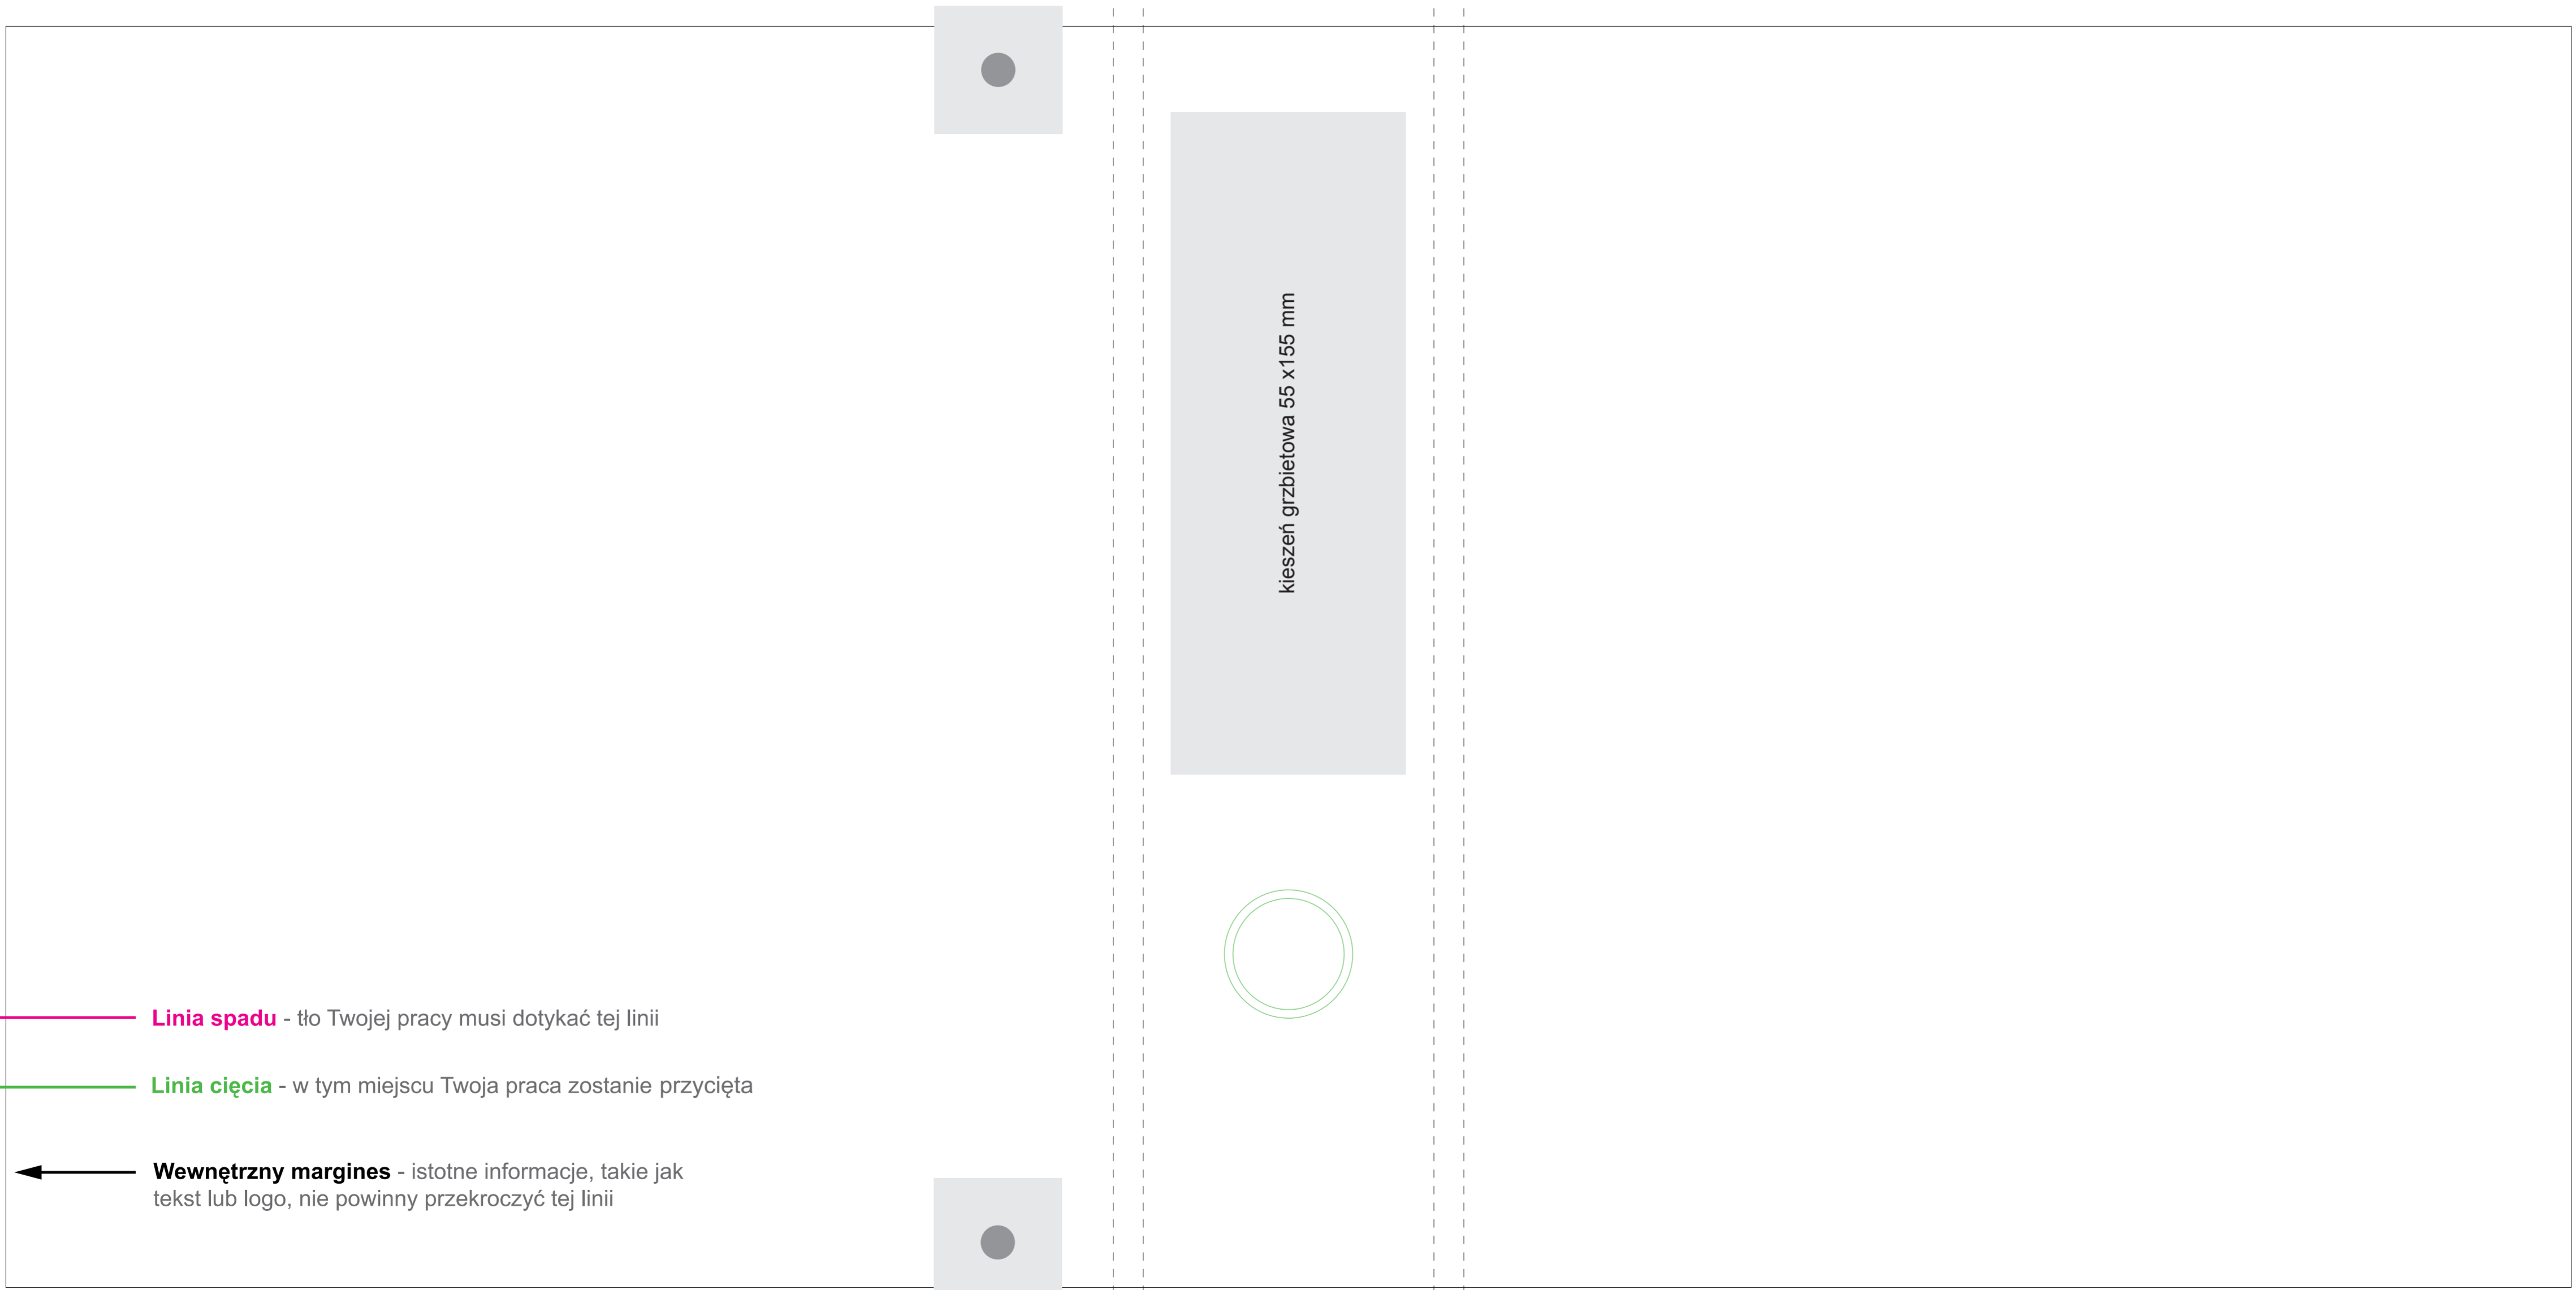 kieszeń grzbietowa 55 x155 mm
Linia spadu - tło Twojej pracy musi dotykać tej linii
Linia cięcia - w tym miejscu Twoja praca zostanie przycięta
Wewnętrzny margines - istotne informacje, takie jak
tekst lub logo, nie powinny przekroczyć tej linii